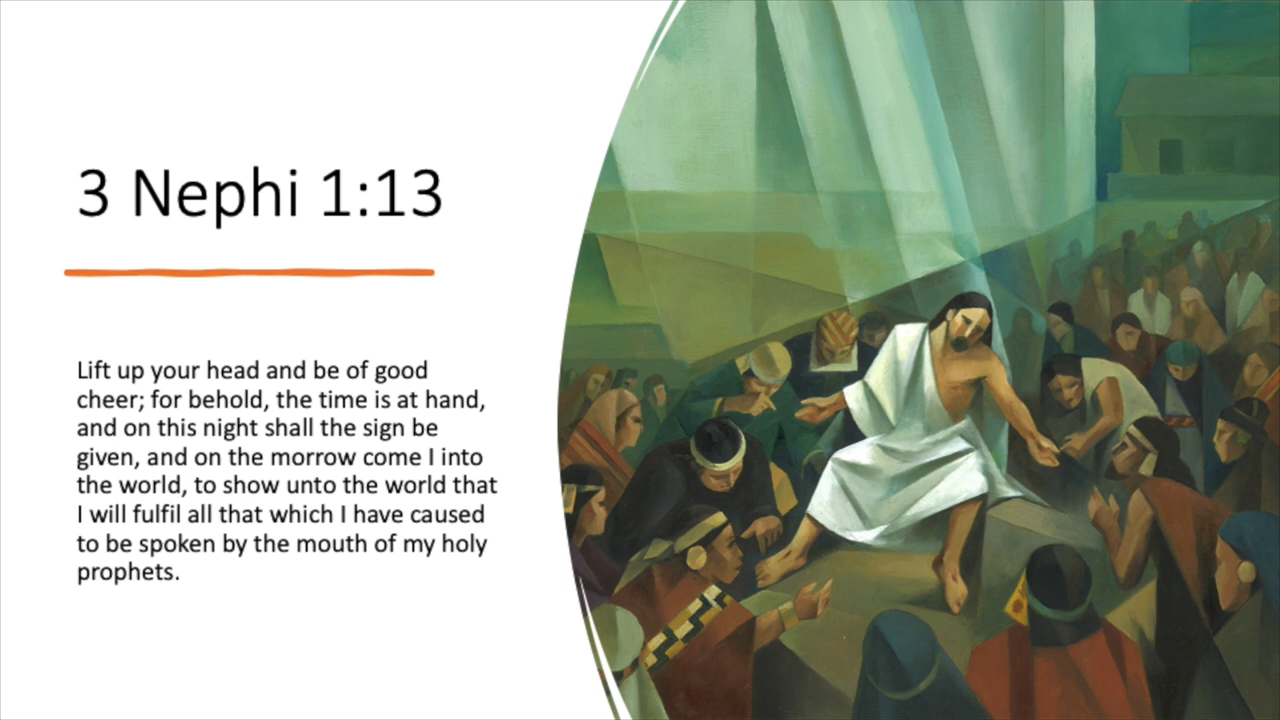 3 Nephi 1:13
Lift up your head and be of good
cheer; for behold, the time is at hand,
and on this night shall the sign be
given, and on the morrow come I into
the world, to show unto the world that
I will fulfil all that which I have caused
to be spoken by the mouth of my holy
prophets.